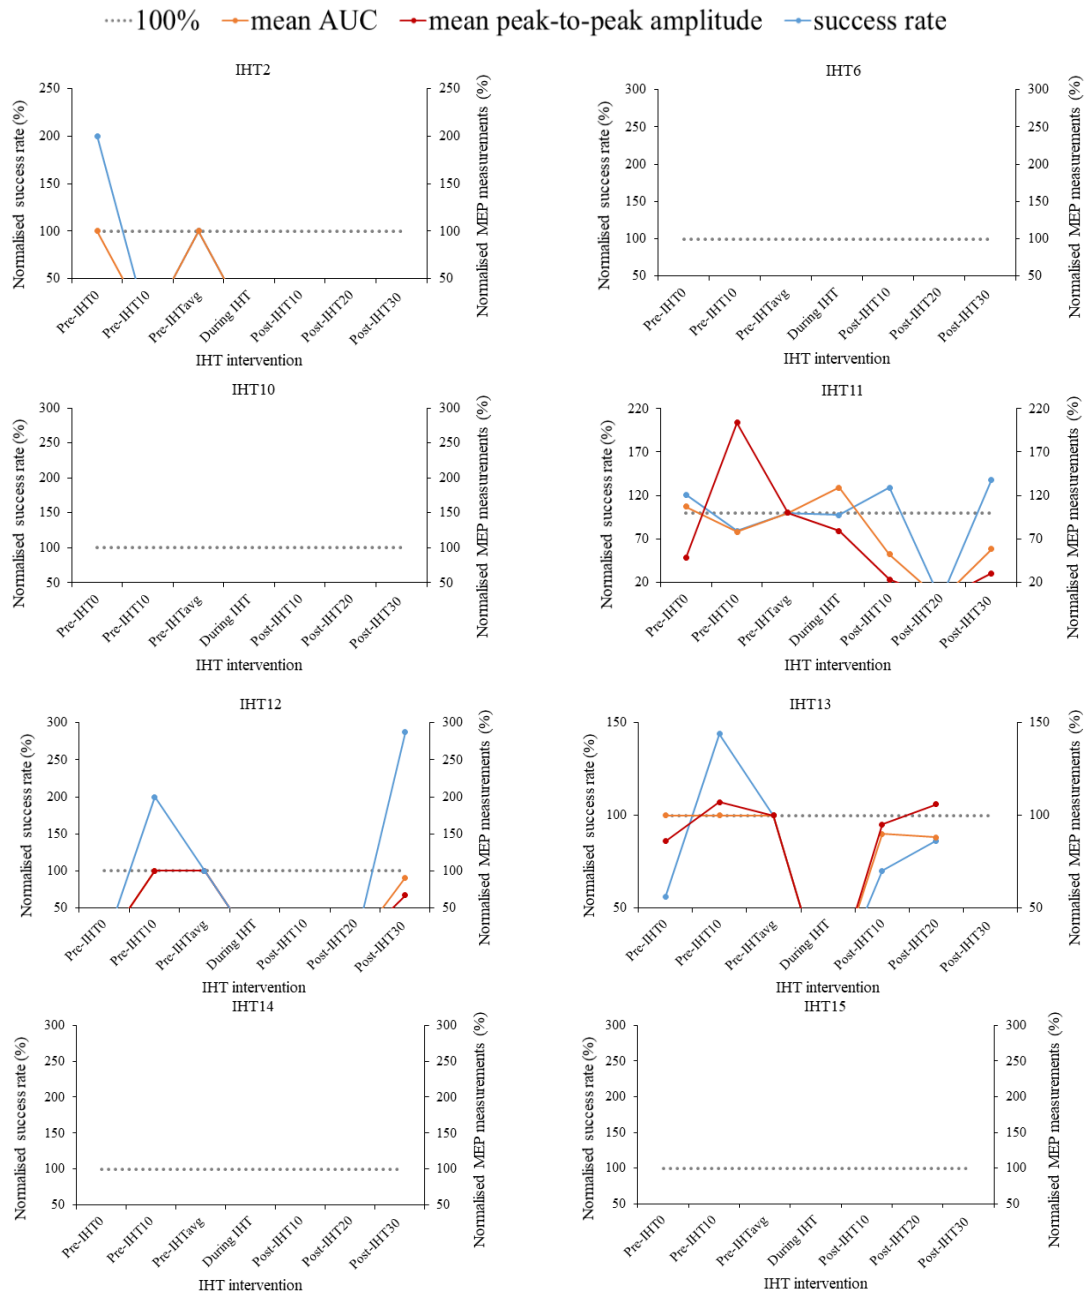 100% mean AUC mean peak-to-peak amplitude success rate
IHT2
Normalised success rate (%)
250
200
150
100
50
250
200
150
100
50
Normalised MEP measurements (%)
Pre-IHT0 Pre-IHT10 Pre-IHTavg During IHT Post-IHT10 Post-IHT20 Post-IHT30
IHT intervention
IHT6
Normalised success rate (%)
300
250
200
150
100
50
300
250
200
150
100
50
Normalised MEP measurements (%)
Pre-IHT0 Pre-IHT10 Pre-IHTavg During IHT Post-IHT10 Post-IHT20 Post-IHT30
IHT intervention
IHT10
Normalised success rate (%)
300
250
200
150
100
50
300
250
200
150
100
50
Normalised MEP measurements (%)
Pre-IHT0 Pre-IHT10 Pre-IHTavg During IHT Post-IHT10 Post-IHT20 Post-IHT30
IHT intervention
IHT11
Normalised success rate (%)
220
170
120
70
20
220
170
120
70
20
Normalised MEP measurements (%)
Pre-IHT0 Pre-IHT10 Pre-IHTavg During IHT Post-IHT10 Post-IHT20 Post-IHT30
IHT intervention
IHT12
Normalised success rate (%)
300
250
200
150
100
50
300
250
200
150
100
50
Normalised MEP measurements (%)
Pre-IHT0 Pre-IHT10 Pre-IHTavg During IHT Post-IHT10 Post-IHT20 Post-IHT30
IHT intervention
IHT13
Normalised success rate (%)
150
100
50
150
100
50
Normalised MEP measurements (%)
Pre-IHT0 Pre-IHT10 Pre-IHTavg During IHT Post-IHT10 Post-IHT20 Post-IHT30
IHT intervention
IHT14
Normalised success rate (%)
300
250
200
150
100
50
300
250
200
150
100
50
Normalised MEP measurements (%)
Pre-IHT0 Pre-IHT10 Pre-IHTavg During IHT Post-IHT10 Post-IHT20 Post-IHT30
IHT intervention
IHT15
Normalised success rate (%)
300
250
200
150
100
50
300
250
200
150
100
50
Normalised MEP measurements (%)
Pre-IHT0 Pre-IHT10 Pre-IHTavg During IHT Post-IHT10 Post-IHT20 Post-IHT30
IHT intervention